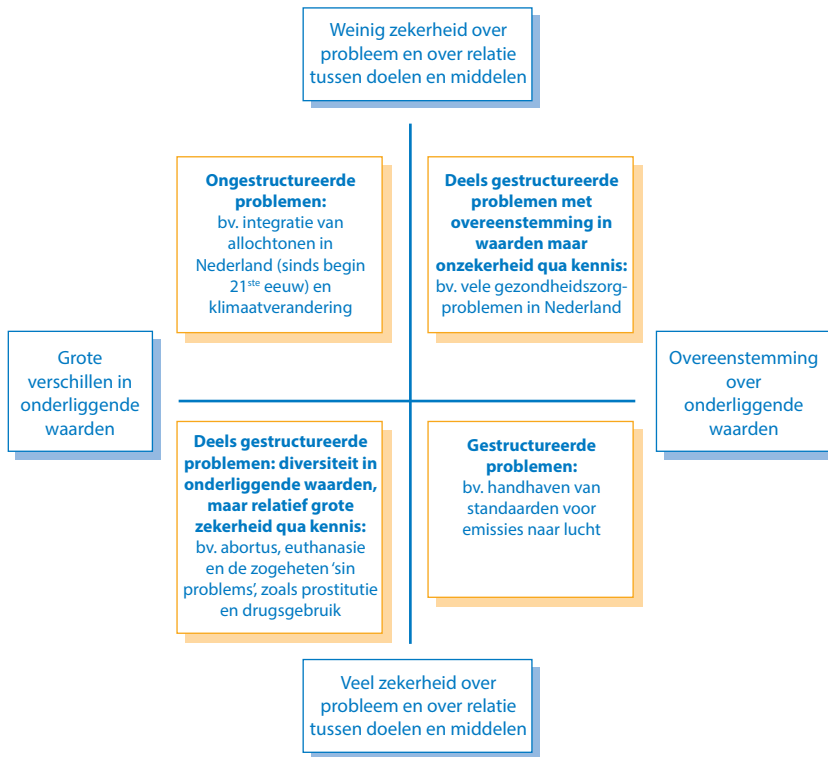 Weinig zekerheid over
probleem en over relatie
tussen doelen en middelen
Ongestructureerde
problemen:
bv. integratie van
allochtonen in
Nederland (sinds begin
21ste eeuw) en
klimaatverandering
Deels gestructureerde
problemen met
overeenstemming in
waarden maar
onzekerheid qua kennis:
bv. vele gezondheidszorg-
problemen in Nederland
Grote
verschillen in
onderliggende
waarden
Overeenstemming
over
onderliggende
waarden
Deels gestructureerde
problemen: diversiteit in
onderliggende waarden,
maar relatief grote
zekerheid qua kennis:
bv. abortus, euthanasie
en de zogeheten ‘sin
problems’, zoals prostitutie
en drugsgebruik
Gestructureerde
problemen:
bv. handhaven van
standaarden voor
emissies naar lucht
Veel zekerheid over
probleem en over relatie
tussen doelen en middelen